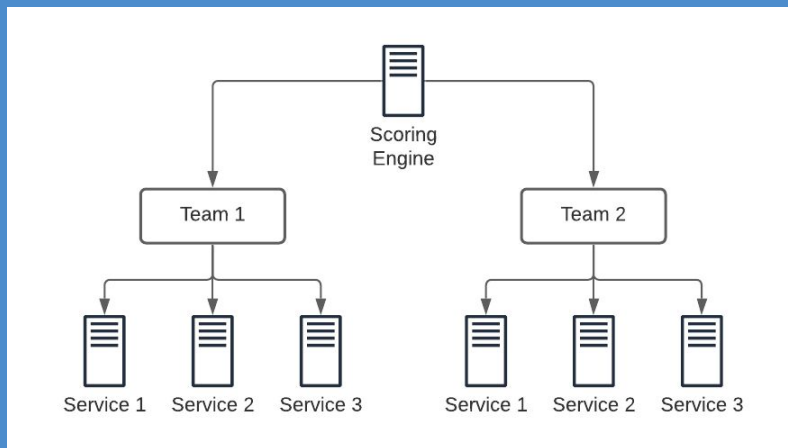 Scoring
Engine
Team 1
Team 2
Service 1
Service 2
Service 3
Service 1
Service 2
Service 3